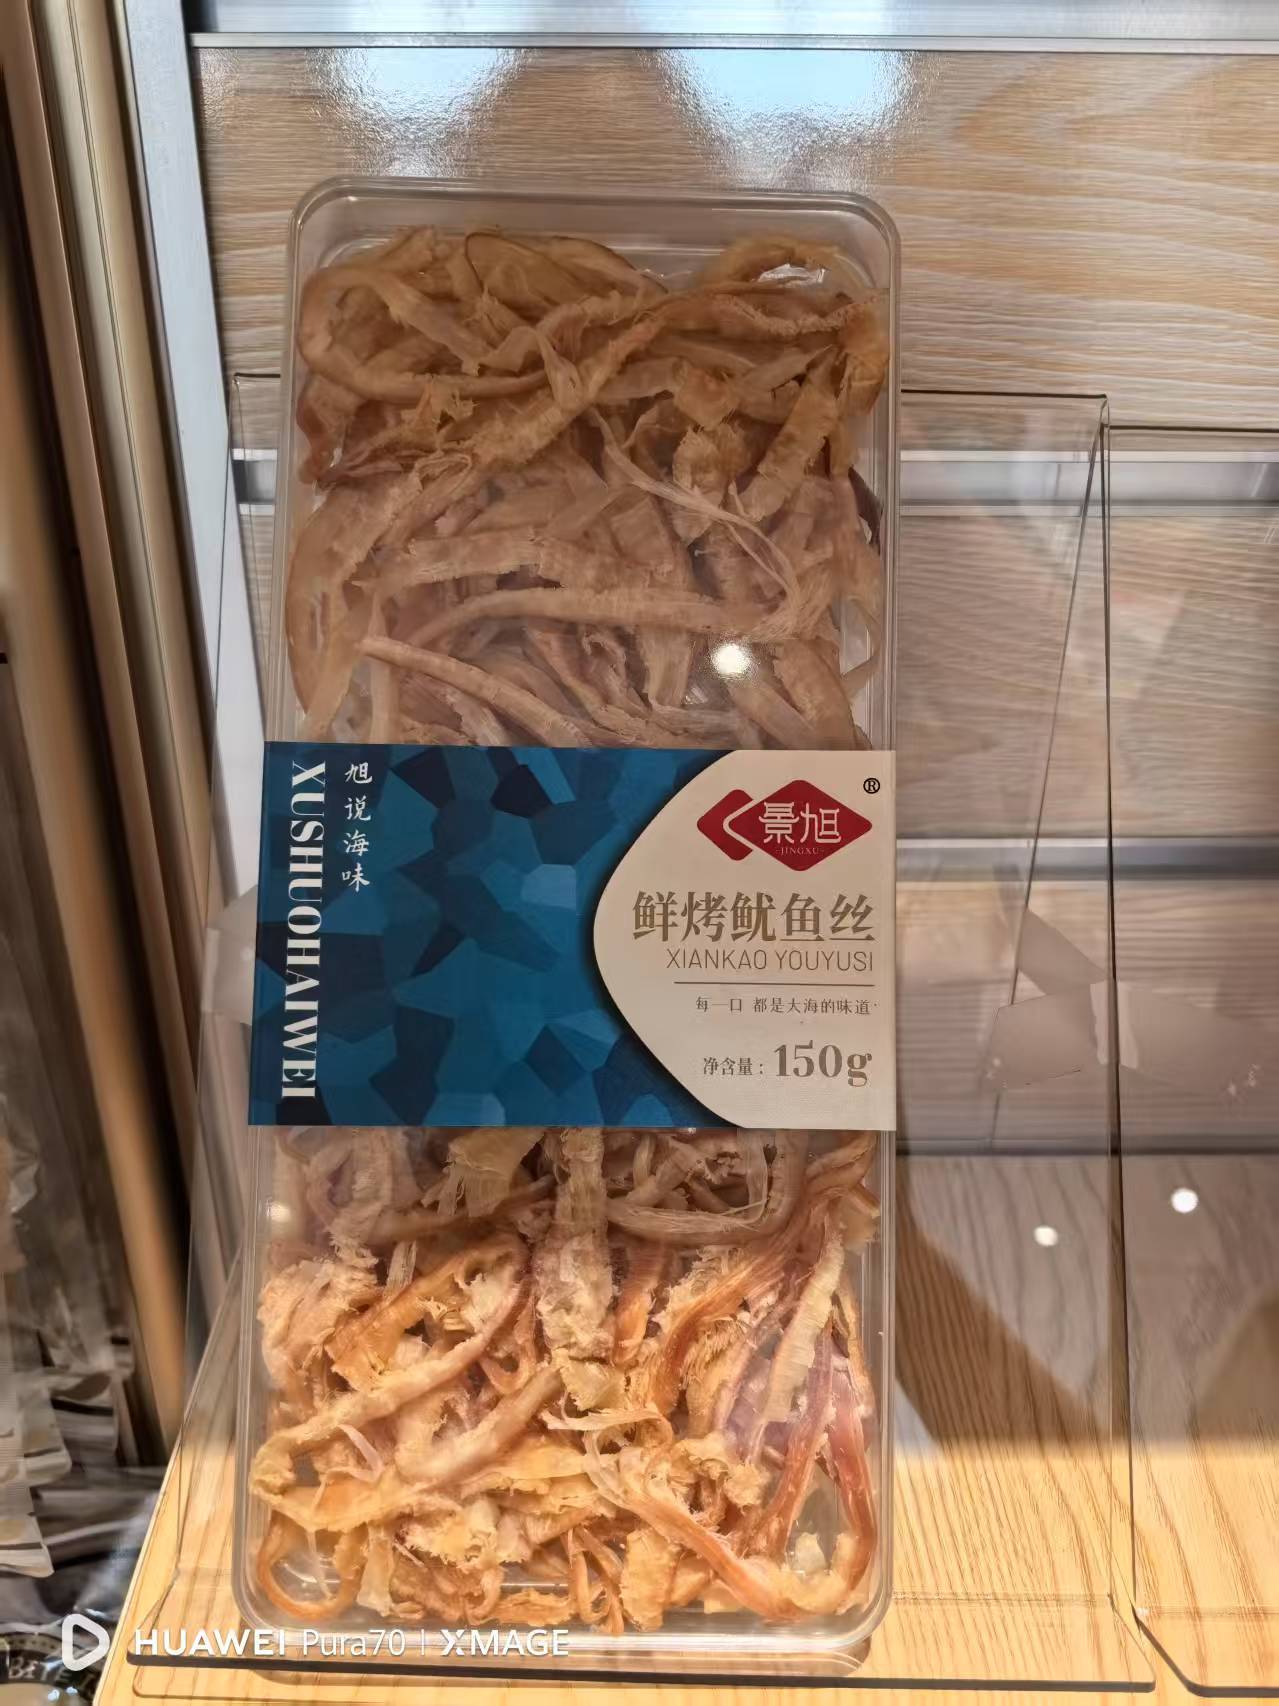 旭说海味
XUSHUOHAIWEI
景旭
JINGXU
®
鲜烤鱿鱼丝
XIANKAO YOUYUSI
每一口 都是大海的味道
净含量：150g
HUAWEI Pura70 | XMAGE
BITE